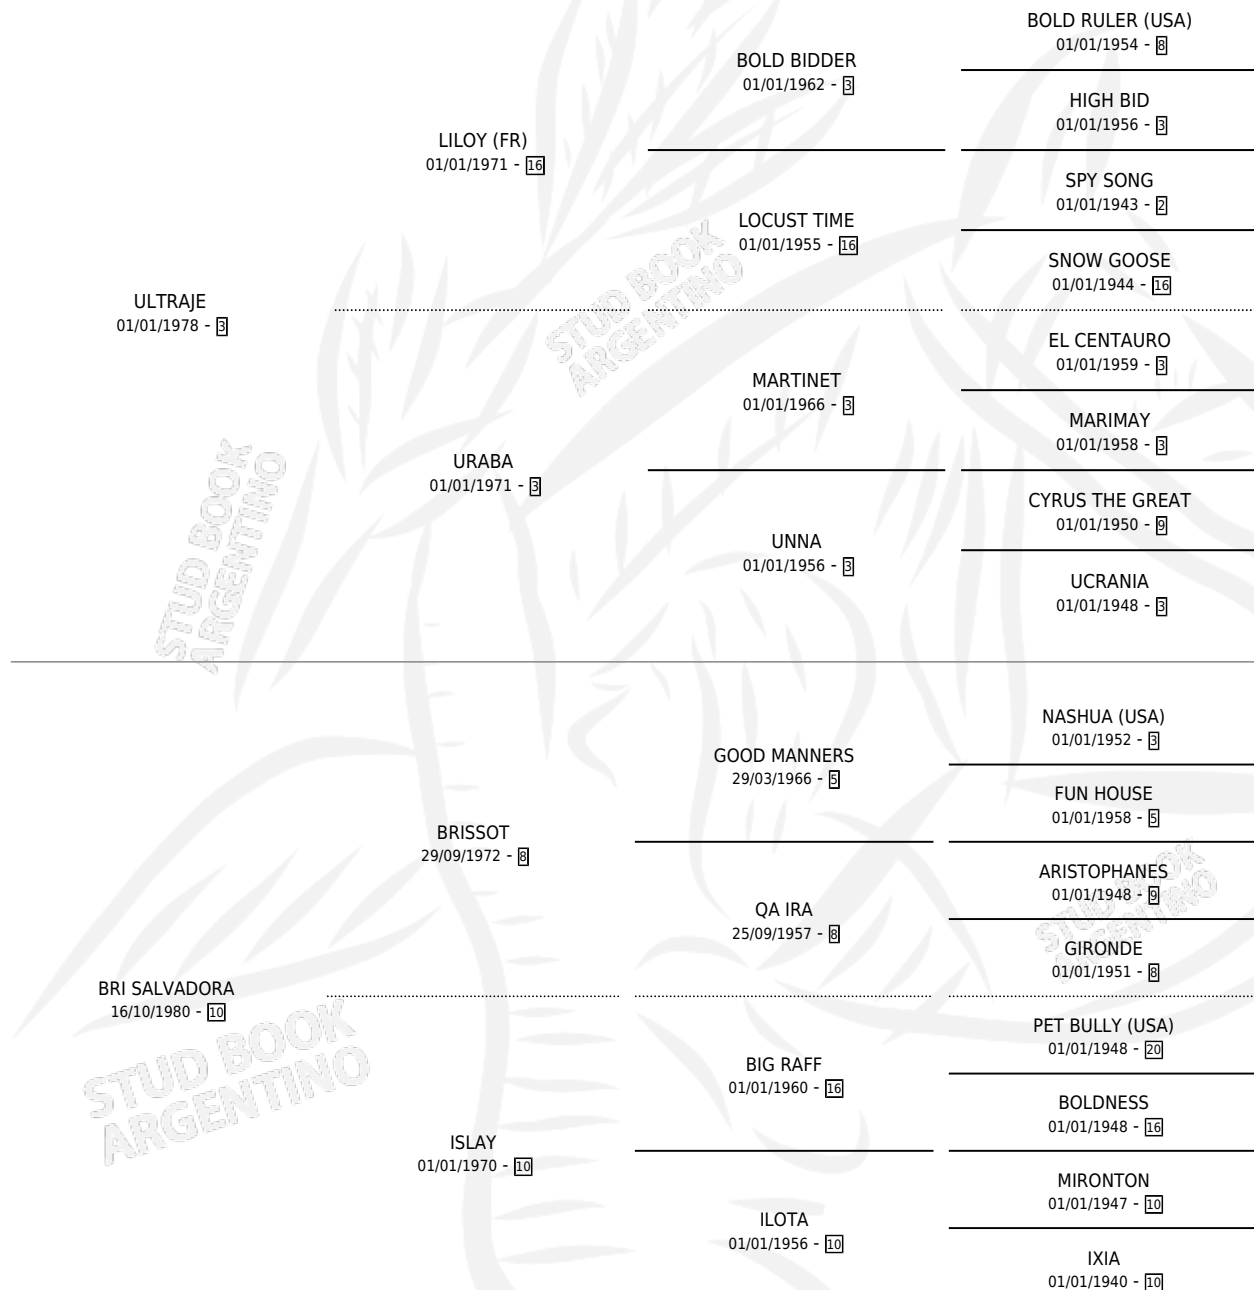 BOLD RULER (USA)
01/01/1954 - 8
BOLD BIDDER
01/01/1962 - 3
HIGH BID
01/01/1956 - 3
LILOY (FR)
01/01/1971 - 16
SPY SONG
01/01/1943 - 2
LOCUST TIME
01/01/1955 - 16
SNOW GOOSE
01/01/1944 - 16
ULTRAJE
01/01/1978 - 3
EL CENTAURO
01/01/1959 - 3
MARTINET
01/01/1966 - 3
MARIMAY
01/01/1958 - 3
URABA
01/01/1971 - 3
CYRUS THE GREAT
01/01/1950 - 9
UNNA
01/01/1956 - 3
UCRANIA
01/01/1948 - 3
NASHUA (USA)
01/01/1952 - 3
GOOD MANNERS
29/03/1966 - 5
FUN HOUSE
01/01/1958 - 5
BRISSOT
29/09/1972 - 8
ARISTOPHANES
01/01/1948 - 9
QA IRA
25/09/1957 - 8
GIRONDE
01/01/1951 - 8
BRI SALVADORA
16/10/1980 - 10
PET BULLY (USA)
01/01/1948 - 20
BIG RAFF
01/01/1960 - 16
BOLDNESS
01/01/1948 - 16
ISLAY
01/01/1970 - 10
MIRONTON
01/01/1947 - 10
ILOTA
01/01/1956 - 10
IXIA
01/01/1940 - 10
STUD BOOK
ARGENTINO
STUD BOOK
ARGENTINO
STUD BOOK
ARGENTINO
STUD BOOK
ARGENTINO